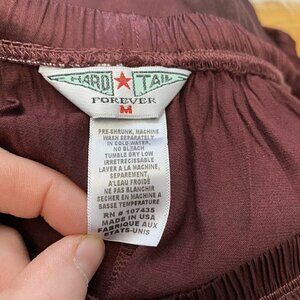 HARD TAIL
FOREVER
M
PRE-SHRUNK, MACHINE
WASH SEPARATELY
IN COLD WATER,
NO BLEACH
TUMBLE DRY LOW
IRRETRECISSABLE
LAVER A LA MACHINE,
SEPAREMENT,
A'LEAU FROIDE
NE PAS BLANCHIR
SECHER EN MACHINE A
BASSE TEMPERATURE
RN # 107435
MADE IN USA
FABRIQUE AUX
ETATS-UNIS